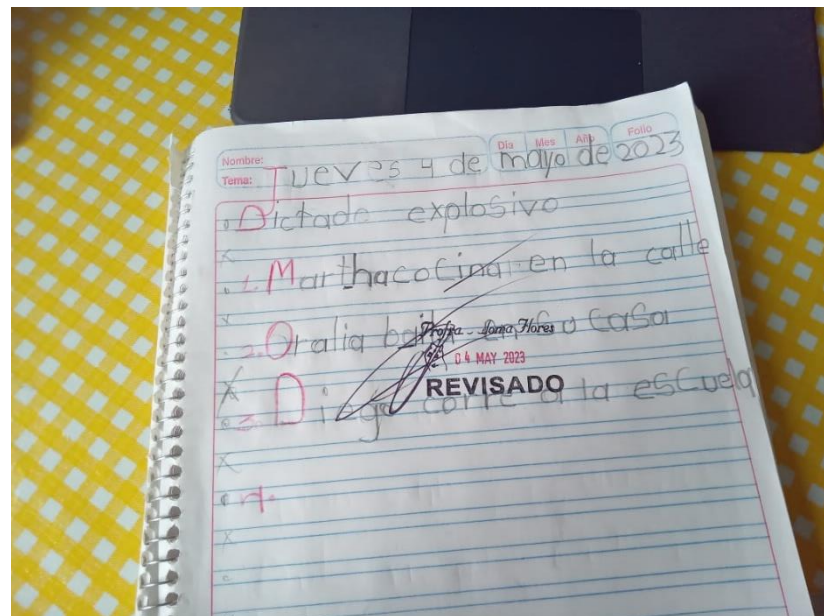 Nombre: Día Mes Año Folio
Tema: Jueves 4 de mayo de 2023
Dictado explosivo
1. Marthacocina en la calle
2. Oralia baila en su casa
Profra. Flores
04 MAY 2023
REVISADO
3. Diego corre a la escuela
4.